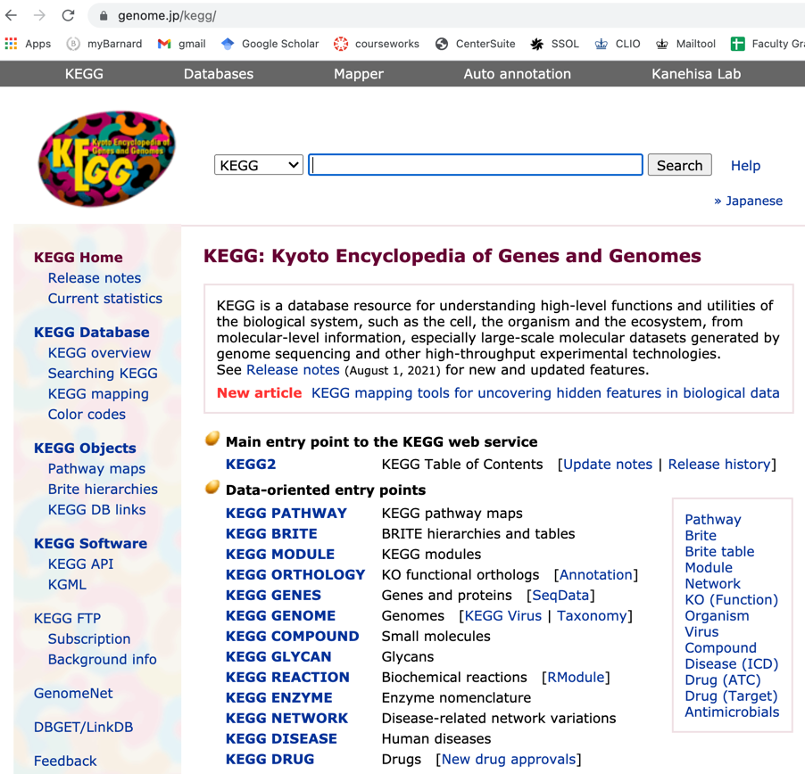 genome.jp/kegg/
Apps myBarnard gmail Google Scholar courseworks CenterSuite SSOL CLIO Mailtool Faculty Gra
KEGG Databases Mapper Auto annotation Kanehisa Lab
KEGG Kyoto Encyclopedia of Genes and Genomes
KEGG Search Help
» Japanese
KEGG Home
Release notes
Current statistics
KEGG Database
KEGG overview
Searching KEGG
KEGG mapping
Color codes
KEGG Objects
Pathway maps
Brite hierarchies
KEGG DB links
KEGG Software
KEGG API
KGML
KEGG FTP
Subscription
Background info
GenomeNet
DBGET/LinkDB
Feedback
KEGG: Kyoto Encyclopedia of Genes and Genomes
KEGG is a database resource for understanding high-level functions and utilities of
the biological system, such as the cell, the organism and the ecosystem, from
molecular-level information, especially large-scale molecular datasets generated by
genome sequencing and other high-throughput experimental technologies.
See Release notes (August 1, 2021) for new and updated features.
New article KEGG mapping tools for uncovering hidden features in biological data
Main entry point to the KEGG web service
KEGG2 KEGG Table of Contents [Update notes | Release history]
Data-oriented entry points
KEGG PATHWAY KEGG pathway maps
KEGG BRITE BRITE hierarchies and tables
KEGG MODULE KEGG modules
KEGG ORTHOLOGY KO functional orthologs [Annotation]
KEGG GENES Genes and proteins [SeqData]
KEGG GENOME Genomes [KEGG Virus | Taxonomy]
KEGG COMPOUND Small molecules
KEGG GLYCAN Glycans
KEGG REACTION Biochemical reactions [RModule]
KEGG ENZYME Enzyme nomenclature
KEGG NETWORK Disease-related network variations
KEGG DISEASE Human diseases
KEGG DRUG Drugs [New drug approvals]
Pathway
Brite
Brite table
Module
Network
KO (Function)
Organism
Virus
Compound
Disease (ICD)
Drug (ATC)
Drug (Target)
Antimicrobials